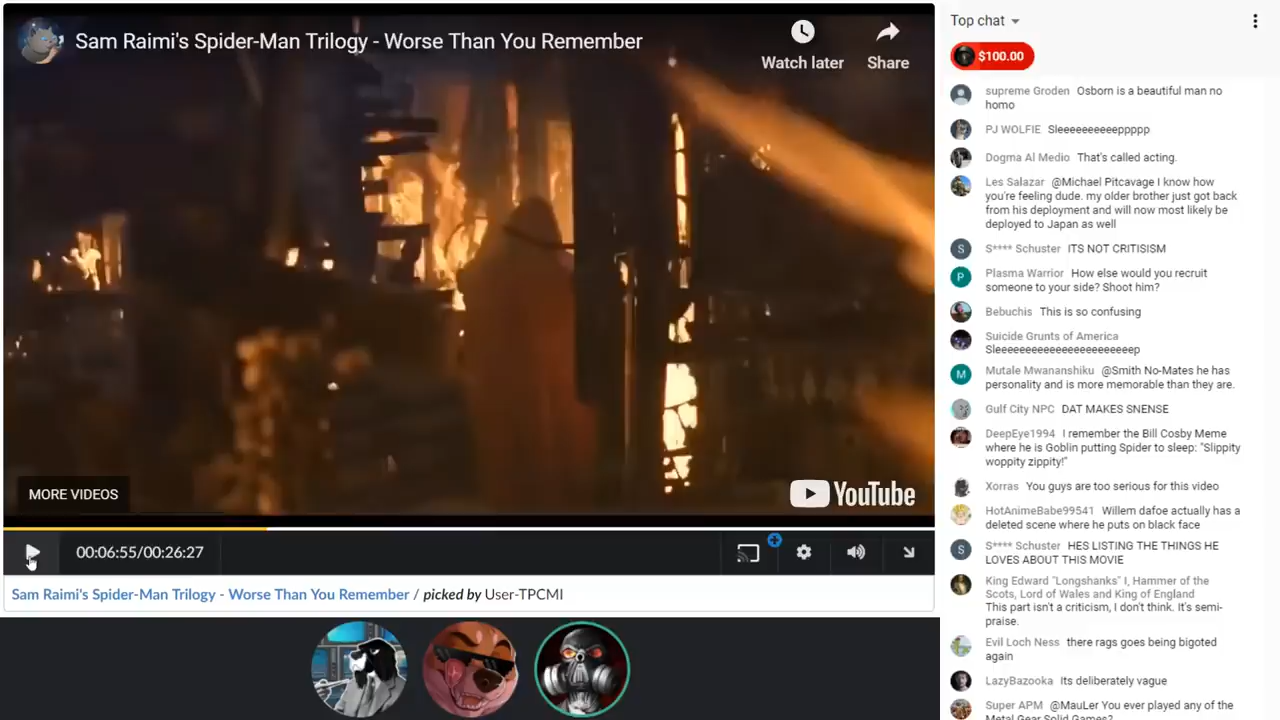 Sam Raimi's Spider-Man Trilogy - Worse Than You Remember
Watch later
Share
MORE VIDEOS
YouTube
00:06:55/00:26:27
Sam Raimi's Spider-Man Trilogy - Worse Than You Remember / picked by User-TPCMI
Top chat
$100.00
supreme Groden Osborn is a beautiful man no
homo
PJ WOLFIE Sleeeeeeeeeppppp
Dogma Al Medio That's called acting.
Les Salazar @Michael Pitcavage I know how
you're feeling dude. my older brother just got back
from his deployment and will now most likely be
deployed to Japan as well
S
S**** Schuster ITS NOT CRITISISM
P
Plasma Warrior How else would you recruit
someone to your side? Shoot him?
Bebuchis This is so confusing
Suicide Grunts of America
Sleeeeeeeeeeeeeeeeeeeeeeep
M
Mutale Mwananshiku @Smith No-Mates he has
personality and is more memorable than they are.
Gulf City NPC DAT MAKES SNENSE
DeepEye1994 I remember the Bill Cosby Meme
where he is Goblin putting Spider to sleep: "Slippity
woppity zippity!"
Xorras You guys are too serious for this video
HotAnimeBabe99541 Willem dafoe actually has a
deleted scene where he puts on black face
S
S**** Schuster HES LISTING THE THINGS HE
LOVES ABOUT THIS MOVIE
King Edward "Longshanks" I, Hammer of the
Scots, Lord of Wales and King of England
This part isn't a criticism, I don't think. It's semi-
praise.
Evil Loch Ness there rags goes being bigoted
again
LazyBazooka Its deliberately vague
Super APM @MauLer You ever played any of the
Metal Gear Solid Games?